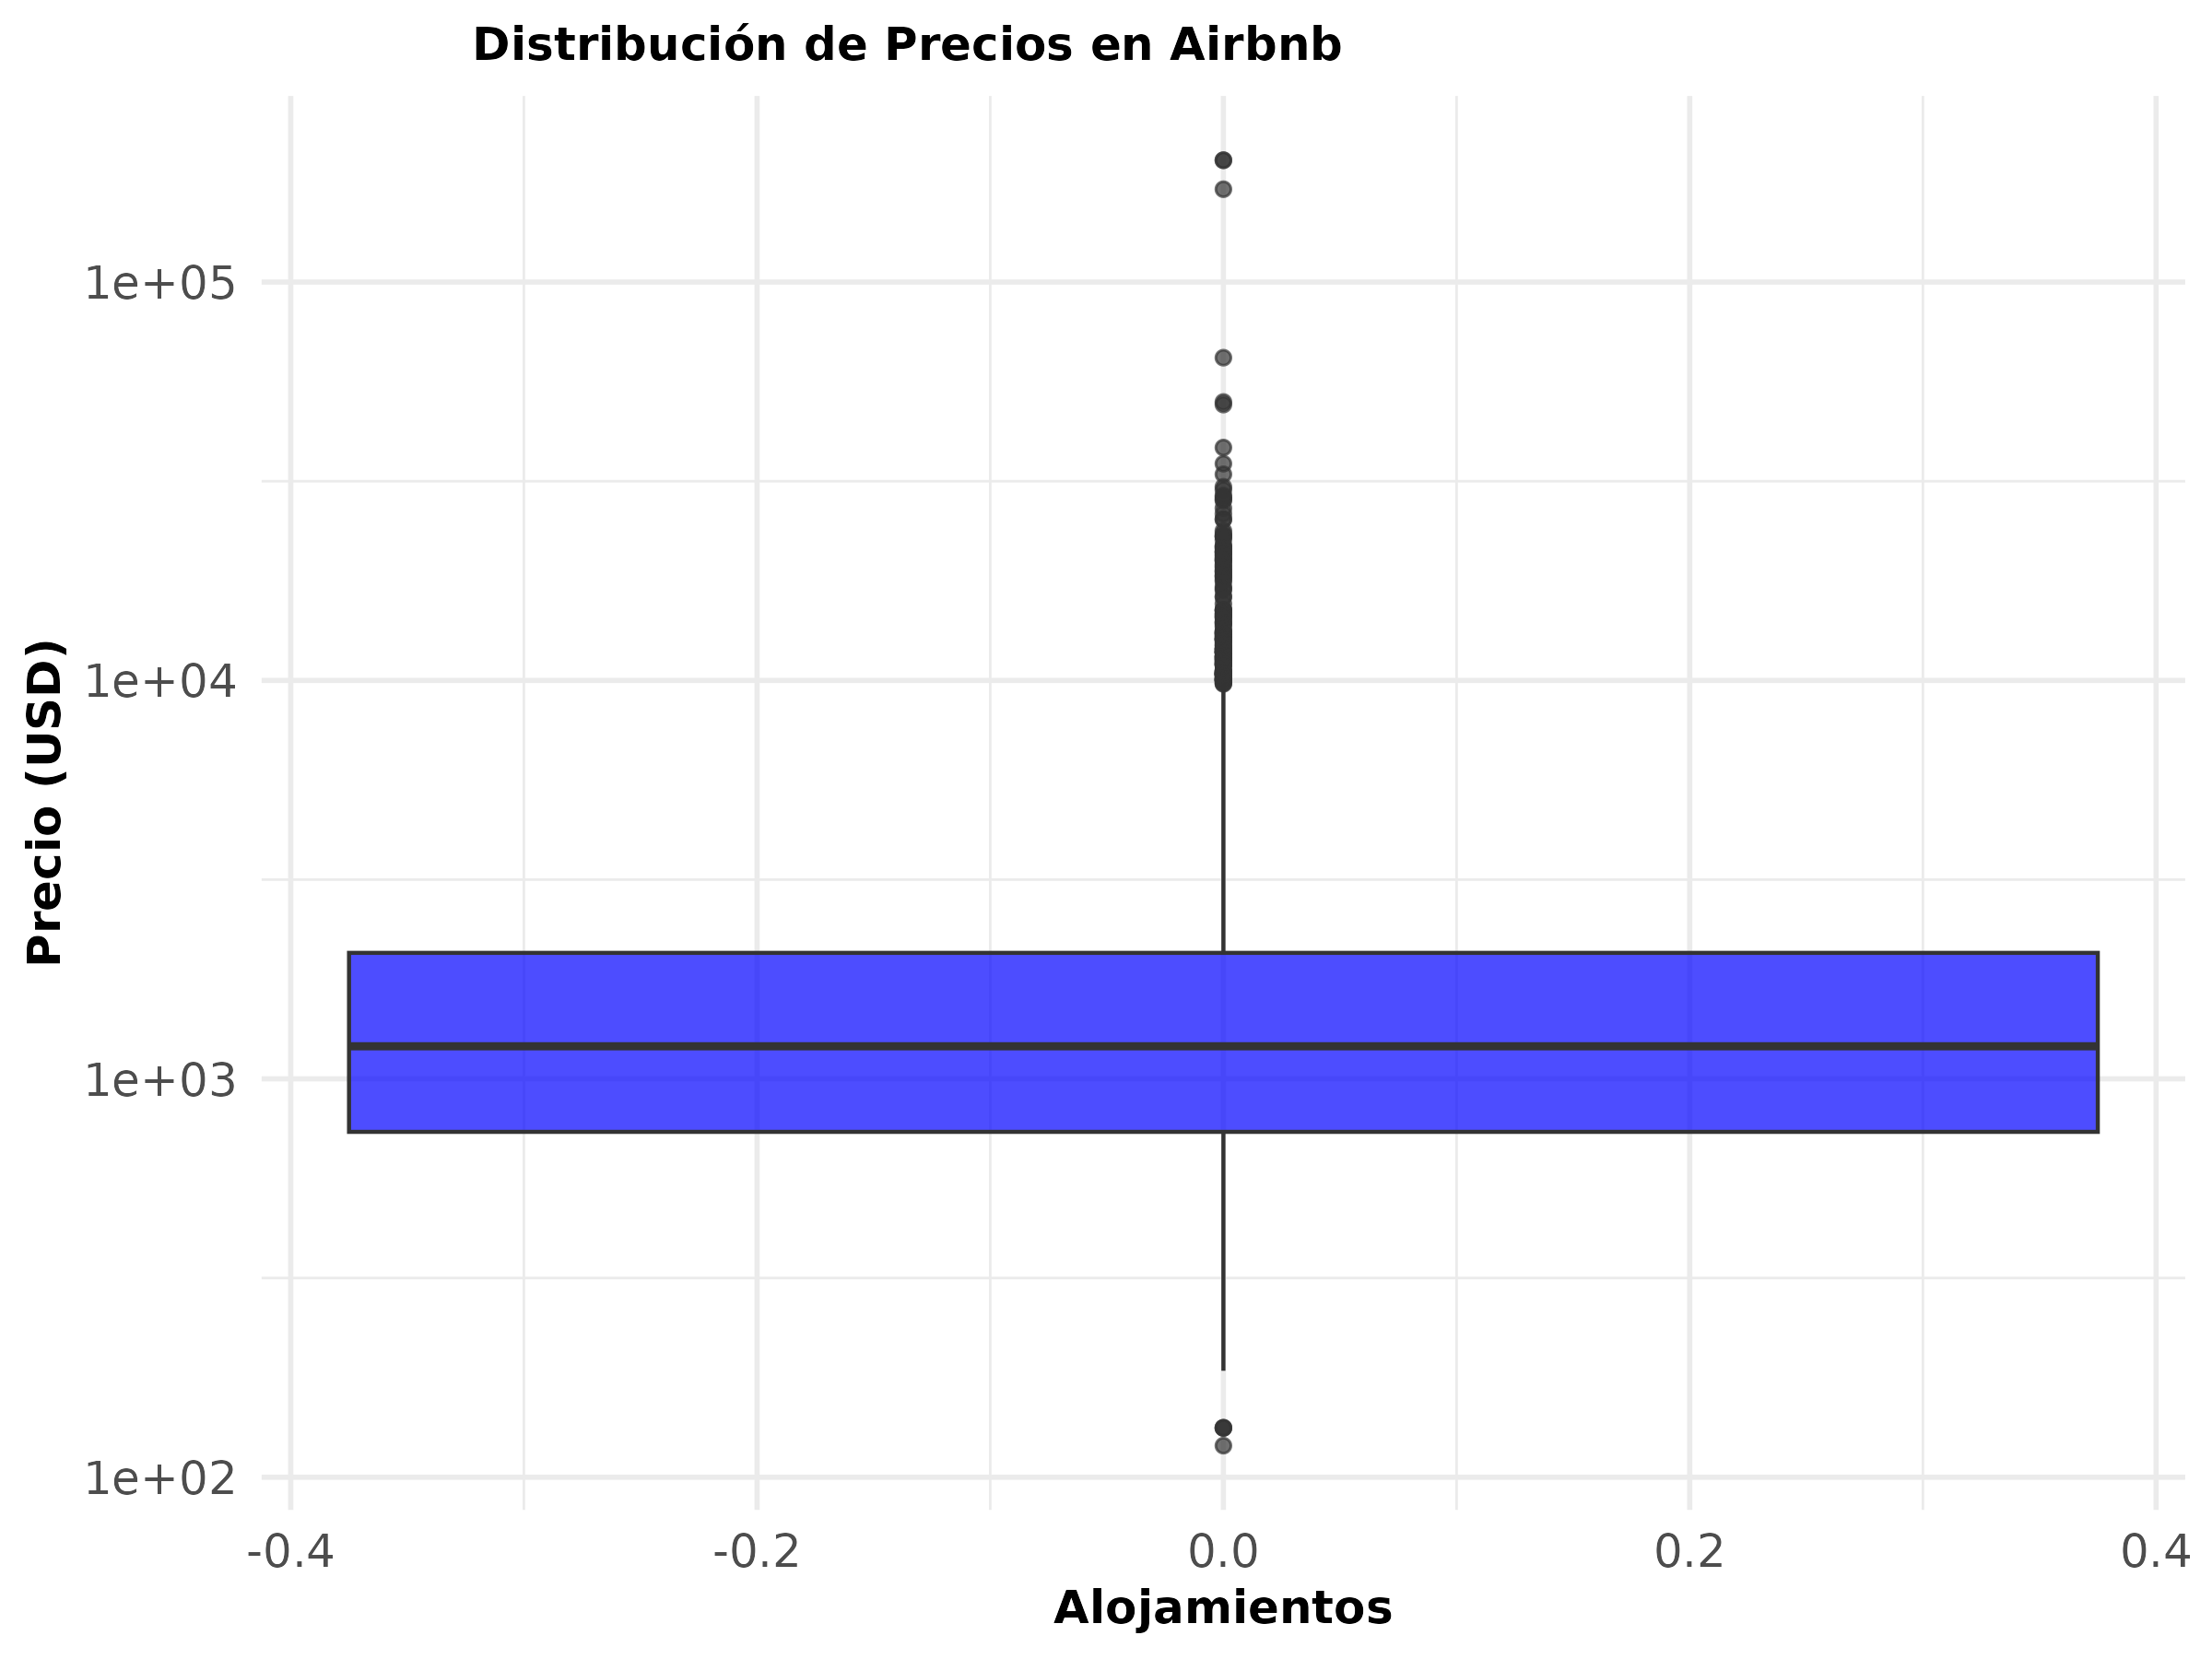 Distribución de Precios en Airbnb
Precio (USD)
1e+05
1e+04
1e+03
1e+02
-0.4
-0.2
0.0
0.2
0.4
Alojamientos